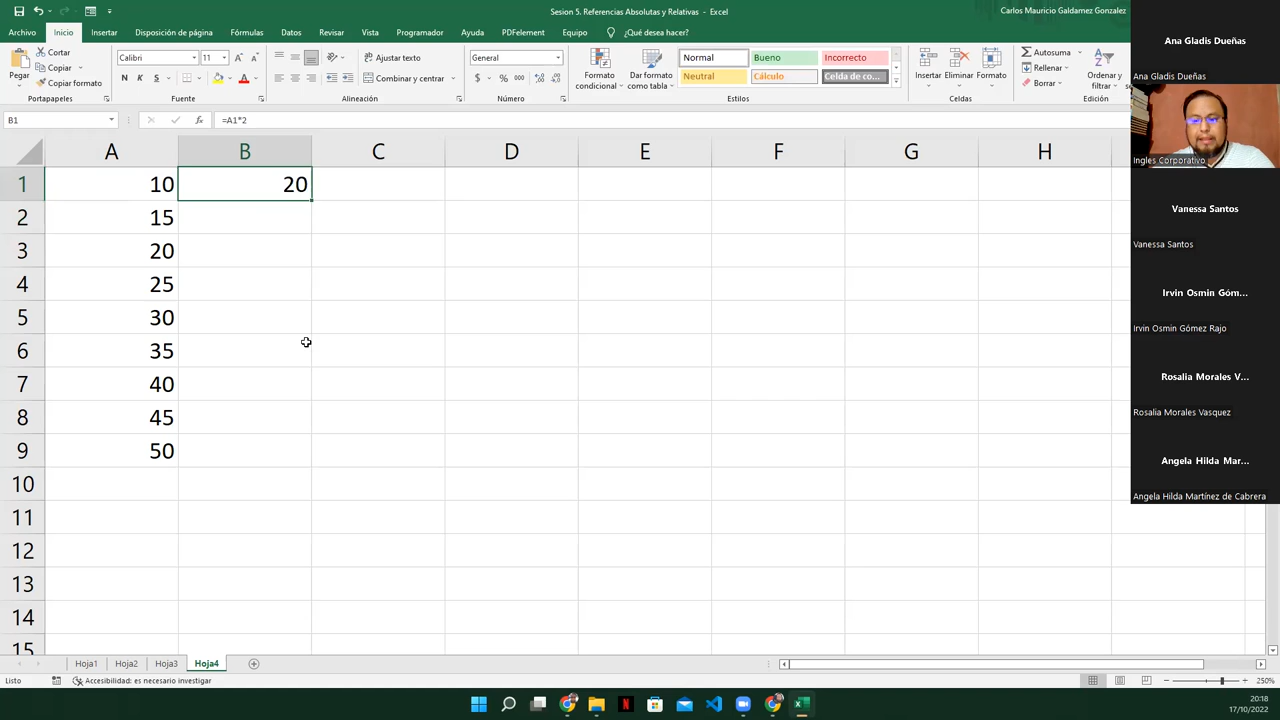 Sesion 5. Referencias Absolutas y Relativas - Excel
Carlos Mauricio Galdamez Gonzalez
Archivo Inicio Insertar Disposición de página Fórmulas Datos Revisar Vista Programador Ayuda PDFelement Equipo ¿Qué desea hacer?
Pegar
Cortar
Copiar
Copiar formato
Portapapeles
Calibri 11
N K S
Fuente
Ajustar texto
Combinar y centrar
Alineación
General
$ % 000
Número
Formato condicional
Dar formato como tabla
Normal Bueno Incorrecto
Neutral Cálculo Celda de co...
Estilos
Insertar Eliminar Formato
Celdas
Autosuma
Rellenar
Borrar
Ordenar y filtrar
Edición
B1 fx =A1*2
A B C D E F G H
1 10 20
2 15
3 20
4 25
5 30
6 35
7 40
8 45
9 50
10
11
12
13
14
15
Hoja1 Hoja2 Hoja3 Hoja4
Listo Accesibilidad: es necesario investigar
250%
Ana Gladis Dueñas
Ana Gladis Dueñas
Ingles Corporativo
Vanessa Santos
Vanessa Santos
Irvin Osmin Góm...
Irvin Osmin Gómez Rajo
Rosalia Morales V...
Rosalia Morales Vasquez
Angela Hilda Mar...
Angela Hilda Martínez de Cabrera
20:18
17/10/2022